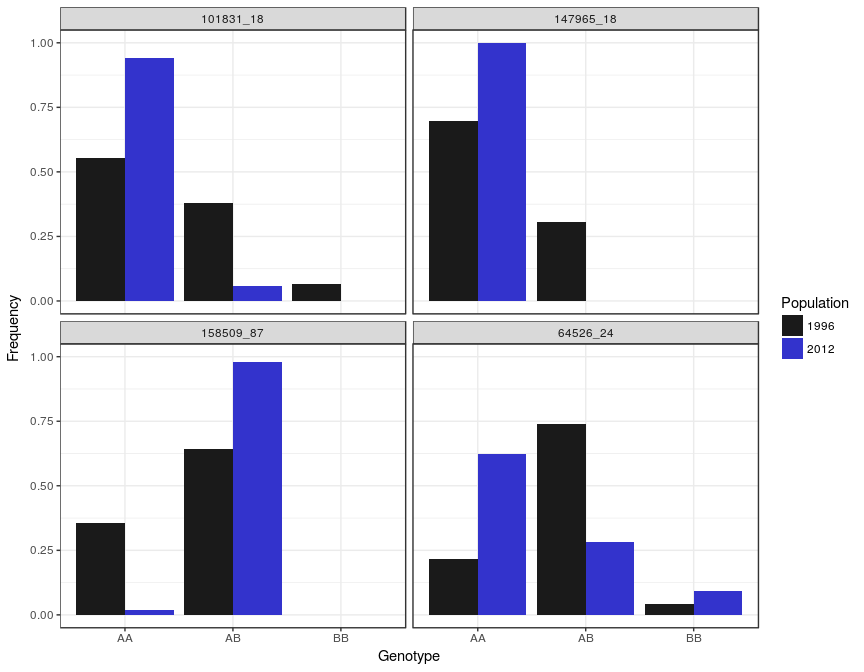 101831_18
147965_18
1.00
0.75
0.50
0.25
0.00
158509_87
64526_24
1.00
0.75
0.50
0.25
0.00
AA
AB
BB
AA
AB
BB
Genotype
Frequency
Population
1996
2012